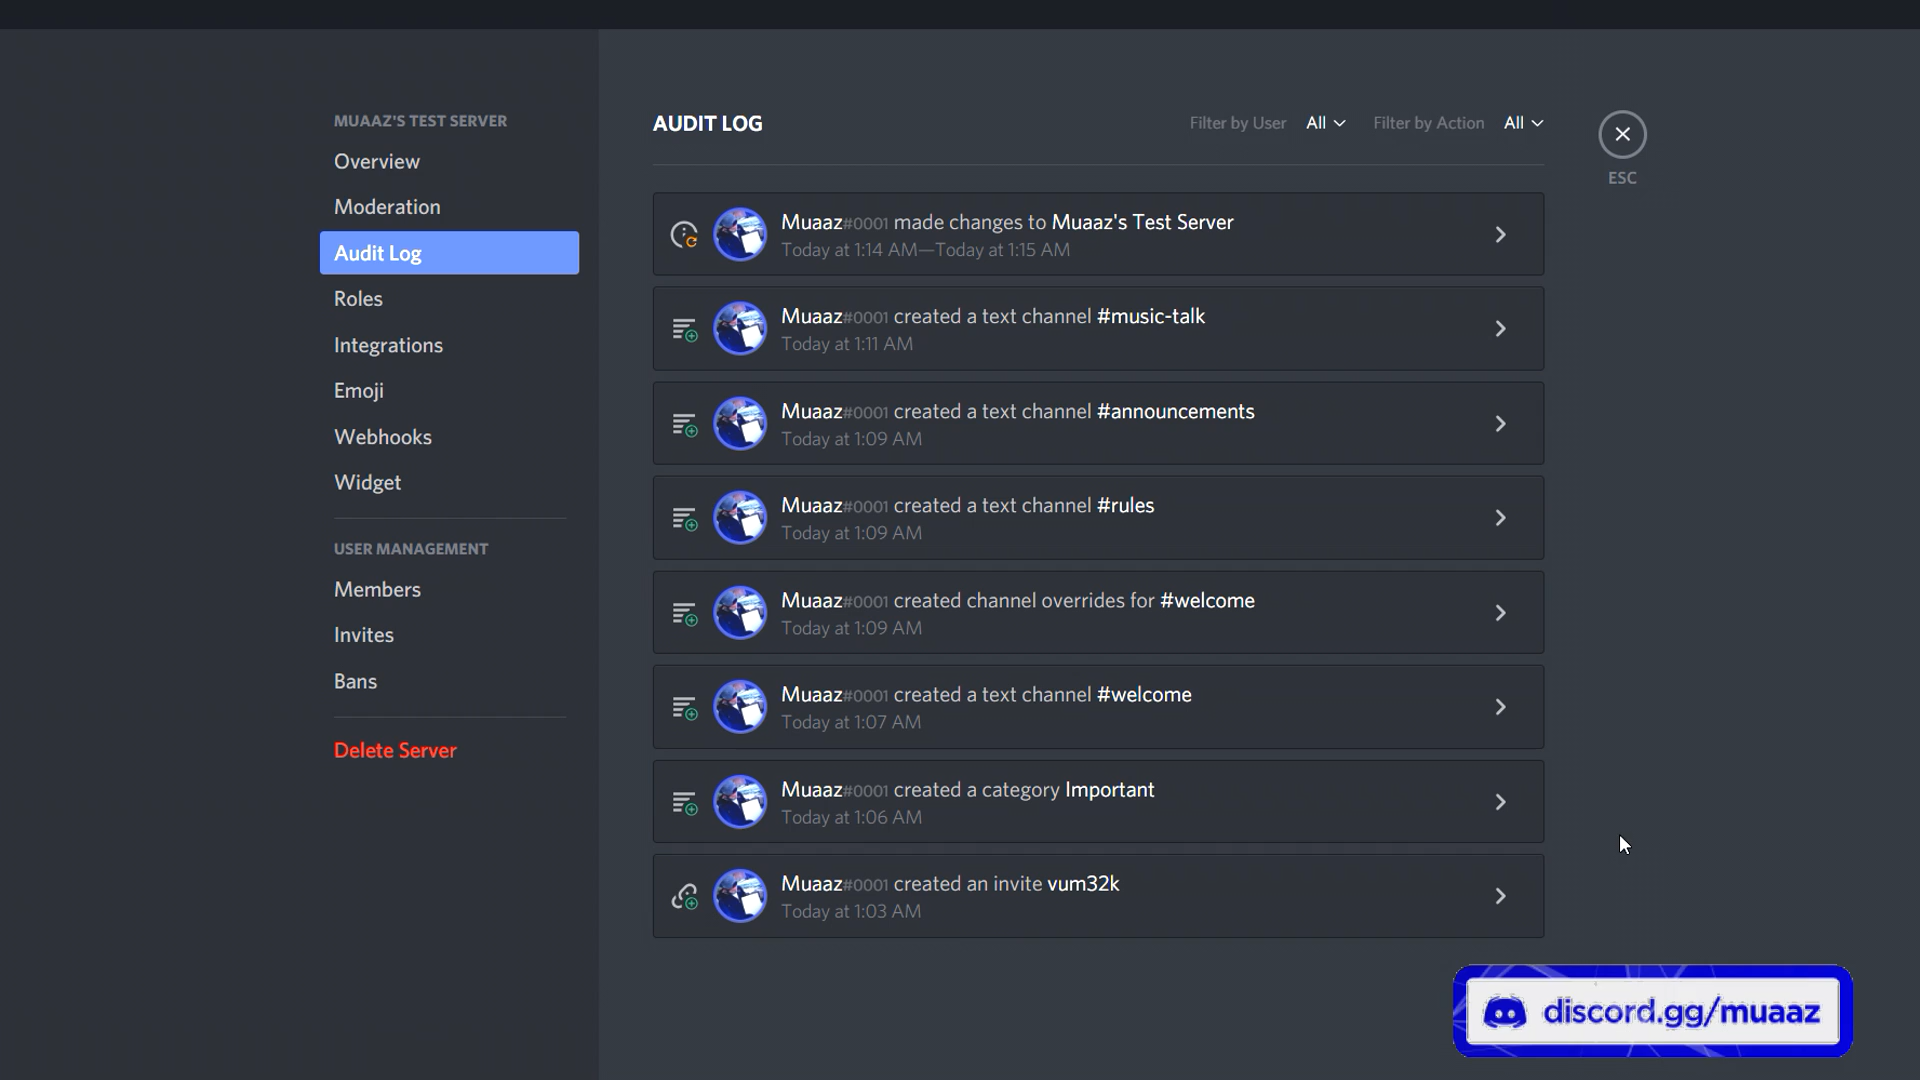 MUAAZ'S TEST SERVER
Overview
Moderation
Audit Log
Roles
Integrations
Emoji
Webhooks
Widget
USER MANAGEMENT
Members
Invites
Bans
Delete Server
AUDIT LOG
Filter by User All
Filter by Action All
ESC
Muaaz#0001 made changes to Muaaz's Test Server
Today at 1:14 AM—Today at 1:15 AM
Muaaz#0001 created a text channel #music-talk
Today at 1:11 AM
Muaaz#0001 created a text channel #announcements
Today at 1:09 AM
Muaaz#0001 created a text channel #rules
Today at 1:09 AM
Muaaz#0001 created channel overrides for #welcome
Today at 1:09 AM
Muaaz#0001 created a text channel #welcome
Today at 1:07 AM
Muaaz#0001 created a category Important
Today at 1:06 AM
Muaaz#0001 created an invite vum32k
Today at 1:03 AM
discord.gg/muaaz